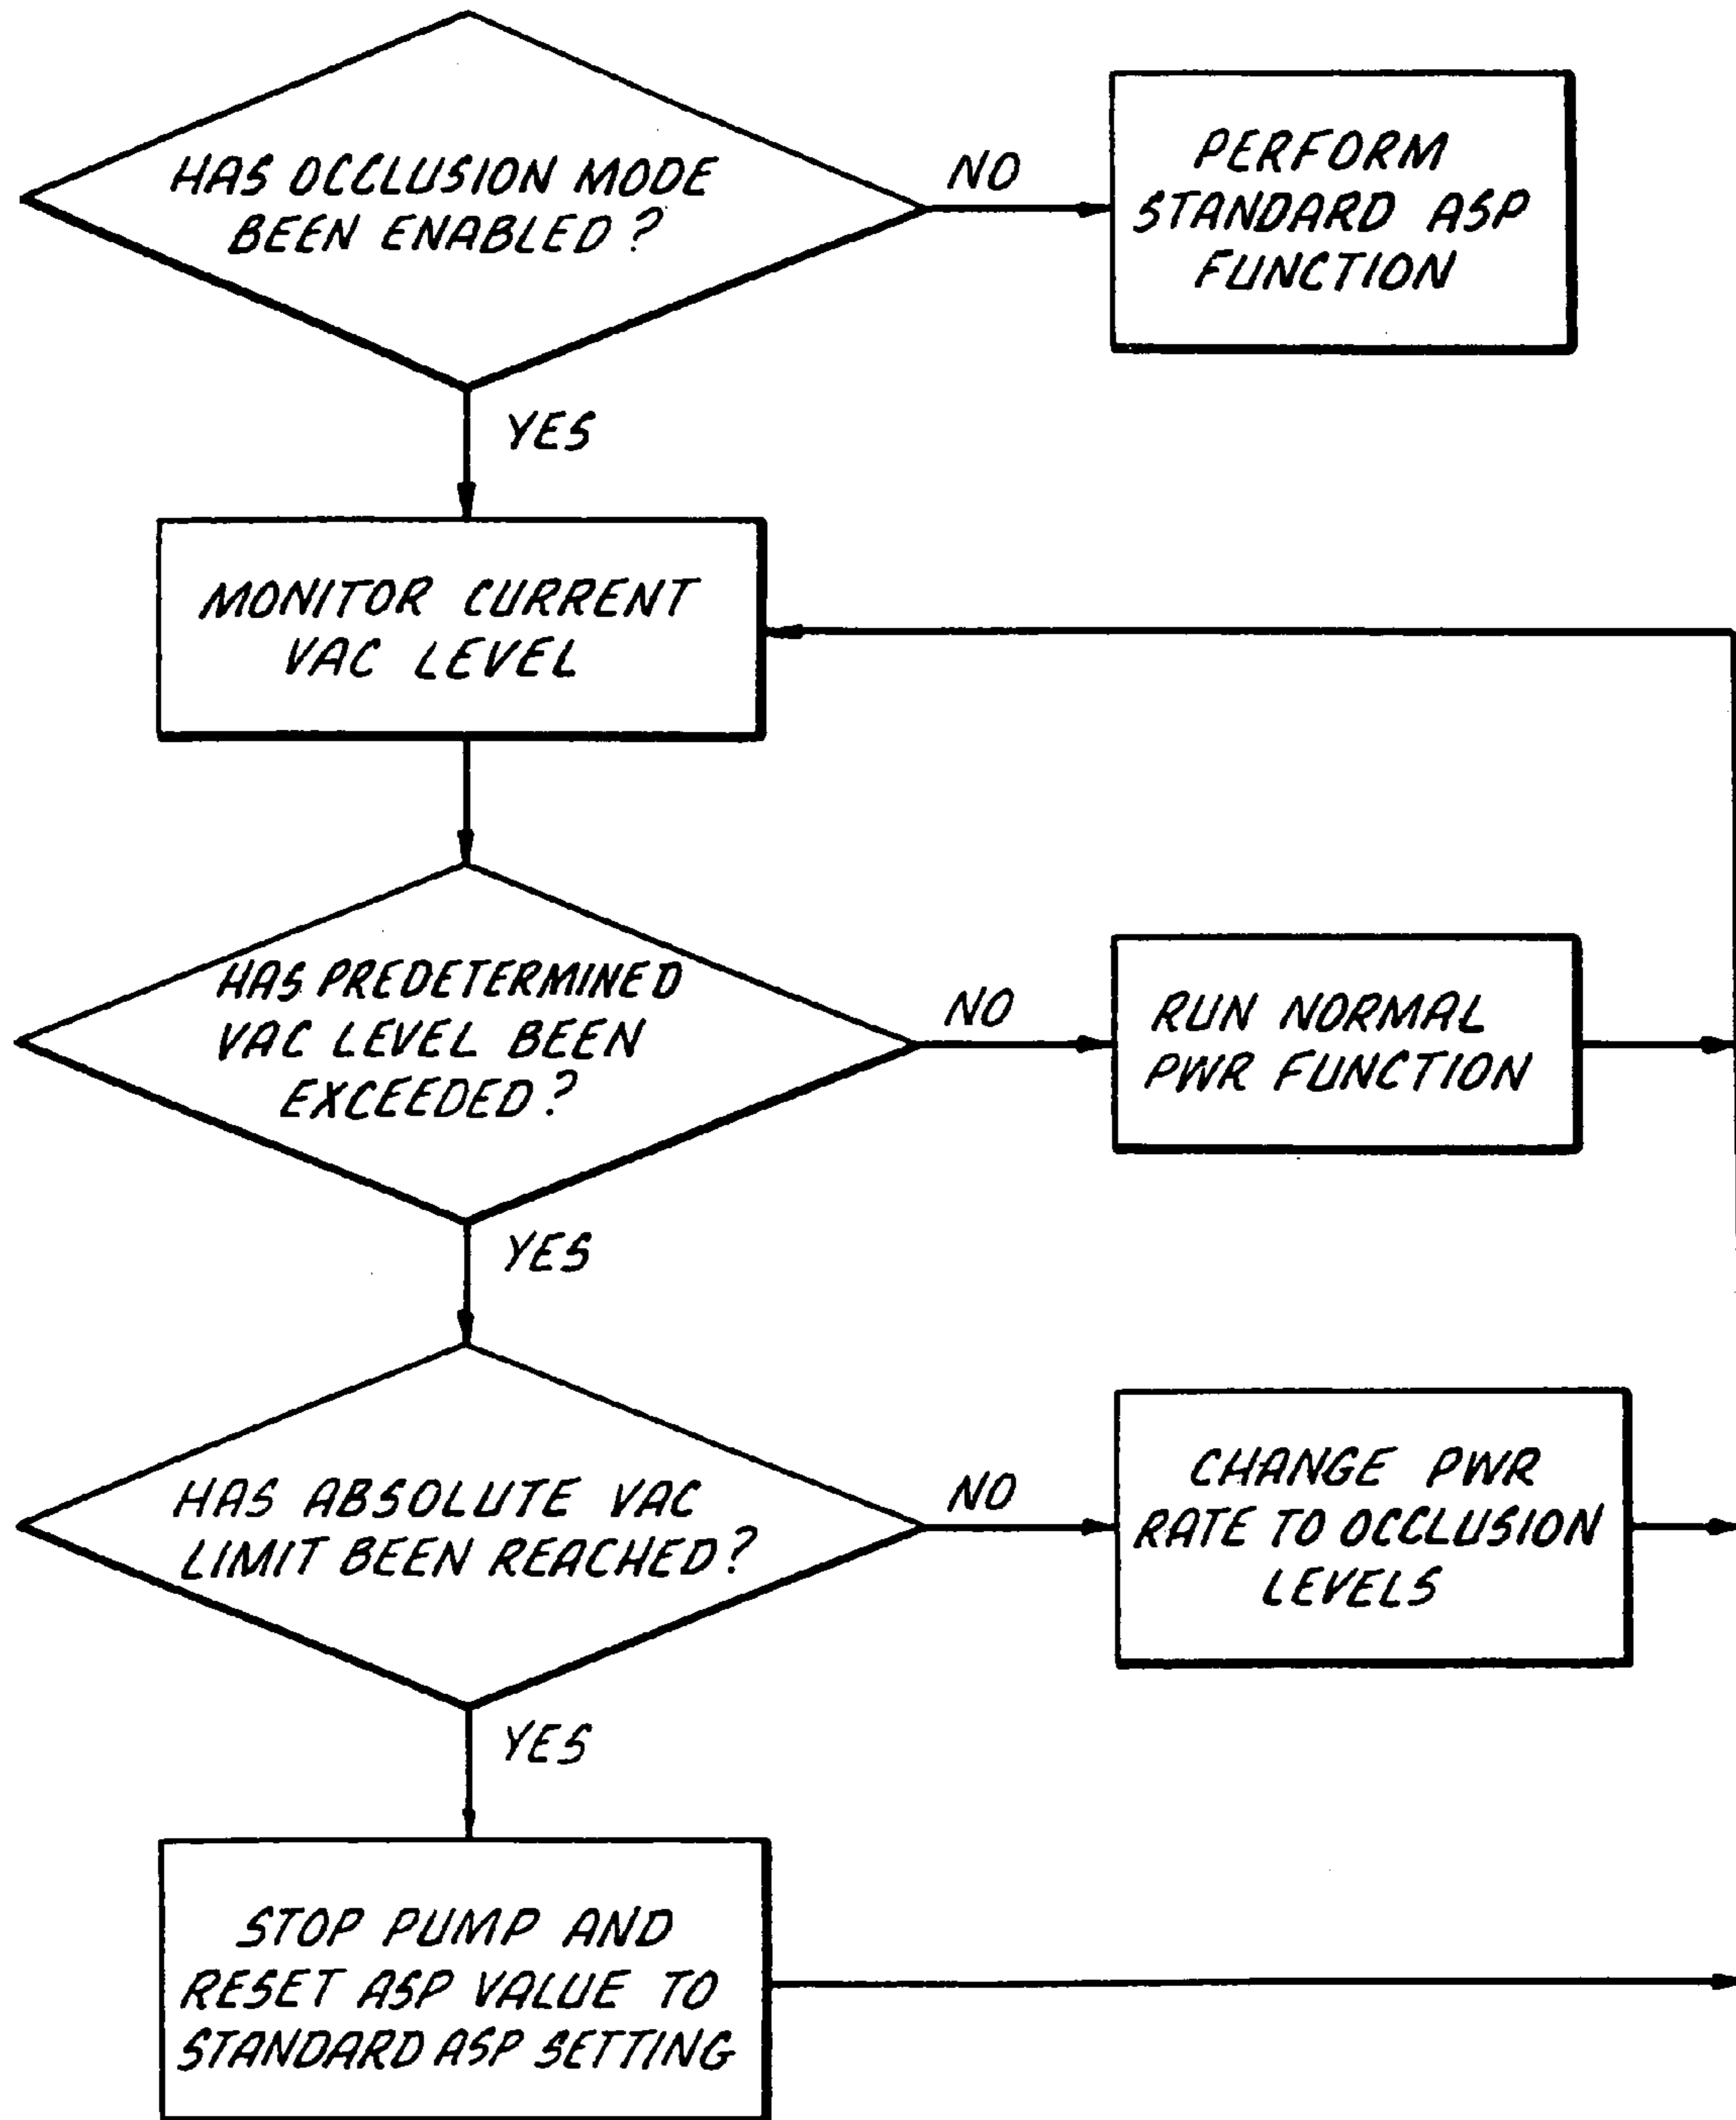 HAS OCCLUSION MODE
BEEN ENABLED?
NO
PERFORM
STANDARD ASP
FUNCTION
YES
MONITOR CURRENT
VAC LEVEL
HAS PREDETERMINED
VAC LEVEL BEEN
EXCEEDED?
NO
RUN NORMAL
PWR FUNCTION
YES
HAS ABSOLUTE VAC
LIMIT BEEN REACHED?
NO
CHANGE PWR
RATE TO OCCLUSION
LEVELS
YES
STOP PUMP AND
RESET ASP VALUE TO
STANDARD ASP SETTING